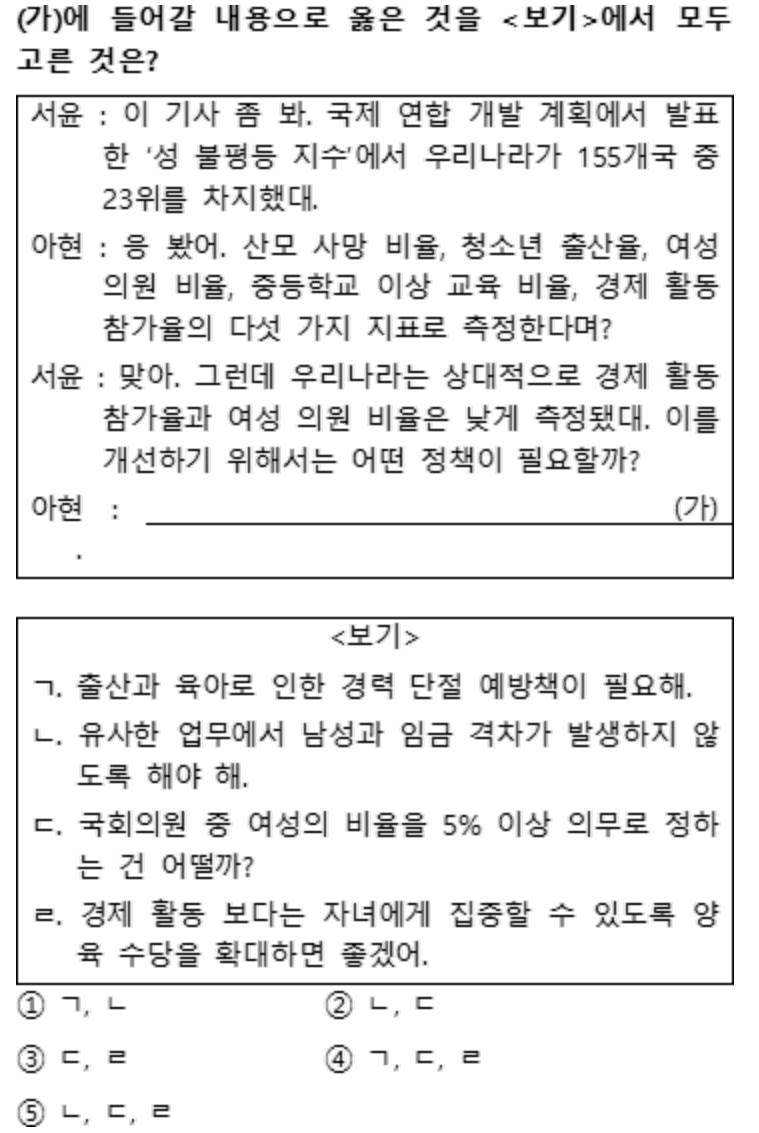 (가)에 들어갈 내용으로 옳은 것을 <보기>에서 모두
고른 것은?
서윤 : 이 기사 좀 봐. 국제 연합 개발 계획에서 발표
한 '성 불평등 지수'에서 우리나라가 155개국 중
23위를 차지했대.
아현 : 응 봤어. 산모 사망 비율, 청소년 출산율, 여성
의원 비율, 중등학교 이상 교육 비율, 경제 활동
참가율의 다섯 가지 지표로 측정한다며?
서윤 : 맞아. 그런데 우리나라는 상대적으로 경제 활동
참가율과 여성 의원 비율은 낮게 측정됐대. 이를
개선하기 위해서는 어떤 정책이 필요할까?
아현 : (가)
.
<보기>
ㄱ. 출산과 육아로 인한 경력 단절 예방책이 필요해.
ㄴ. 유사한 업무에서 남성과 임금 격차가 발생하지 않
도록 해야 해.
ㄷ. 국회의원 중 여성의 비율을 5% 이상 의무로 정하
는 건 어떨까?
ㄹ. 경제 활동 보다는 자녀에게 집중할 수 있도록 양
육 수당을 확대하면 좋겠어.
① ㄱ, ㄴ ② ㄴ, ㄷ
③ ㄷ, ㄹ ④ ㄱ, ㄷ, ㄹ
⑤ ㄴ, ㄷ, ㄹ